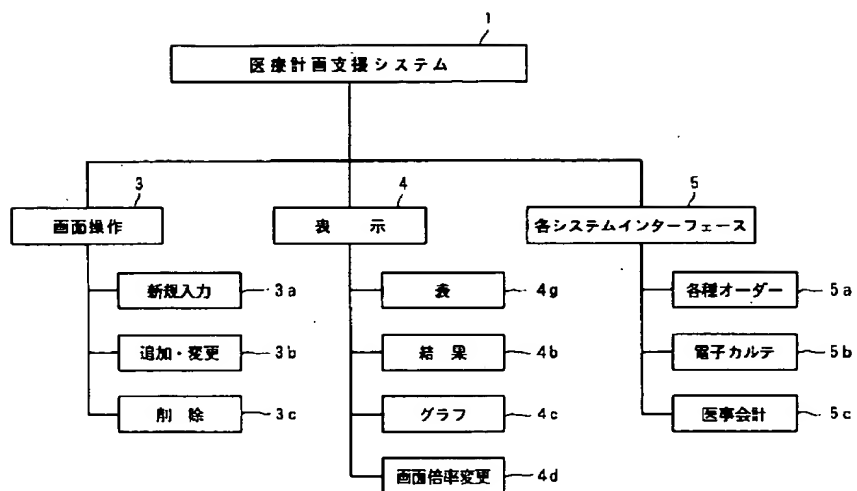 1
医療計画支援システム
3
画面操作
4
表 示
5
各システムインターフェース
新規入力 3a
追加・変更 3b
削 除 3c
表 4g
結 果 4b
グラフ 4c
画面倍率変更 4d
各種オーダー 5a
電子カルテ 5b
医事会計 5c